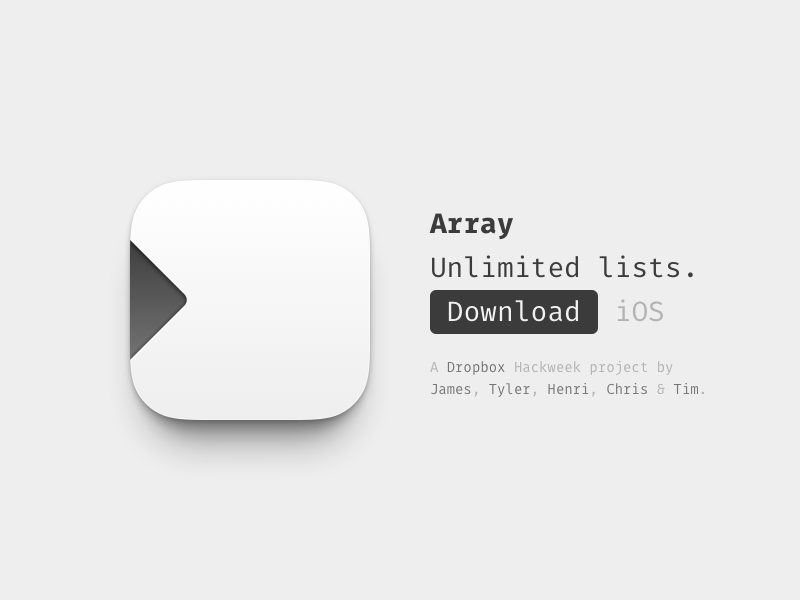 Array
Unlimited lists.
Download iOS
A Dropbox Hackweek project by
James, Tyler, Henri, Chris & Tim.